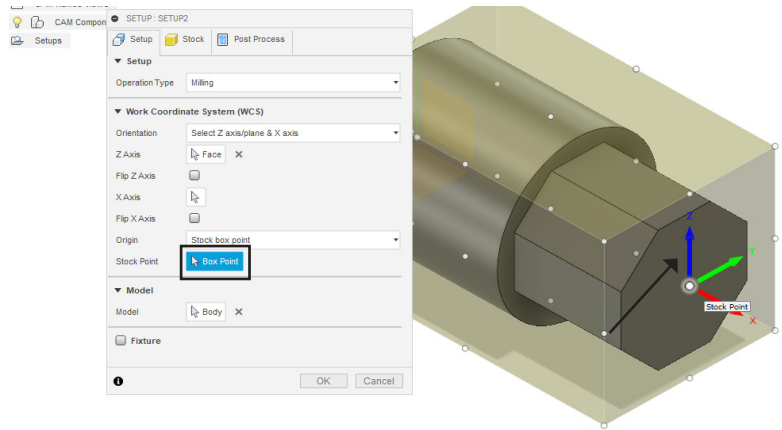 CAM Compon
Setups
SETUP : SETUP2
Setup
Stock
Post Process
Setup
Operation Type
Milling
Work Coordinate System (WCS)
Orientation
Select Z axis/plane & X axis
Z Axis
Face
Flip Z Axis
X Axis
Flip X Axis
Origin
Stock box point
Stock Point
Box Point
Model
Model
Body
Fixture
OK
Cancel
Z
Y
Stock Point
X